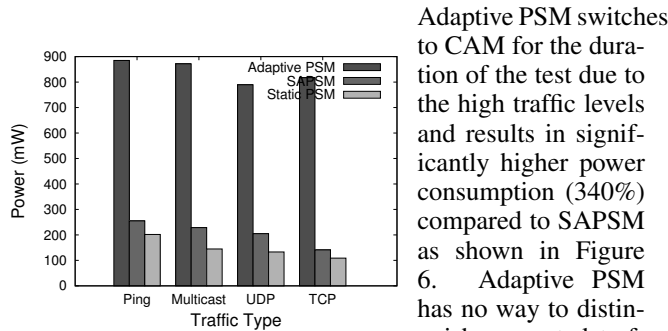 900
800
700
600
500
400
300
200
100
0
Power (mW)
Adaptive PSM
SAPSM
Static PSM
Ping Multicast UDP TCP
Traffic Type
Adaptive PSM switches
to CAM for the dura-
tion of the test due to
the high traffic levels
and results in signif-
icantly higher power
consumption (340%)
compared to SAPSM
as shown in Figure
6. Adaptive PSM
has no way to distin-